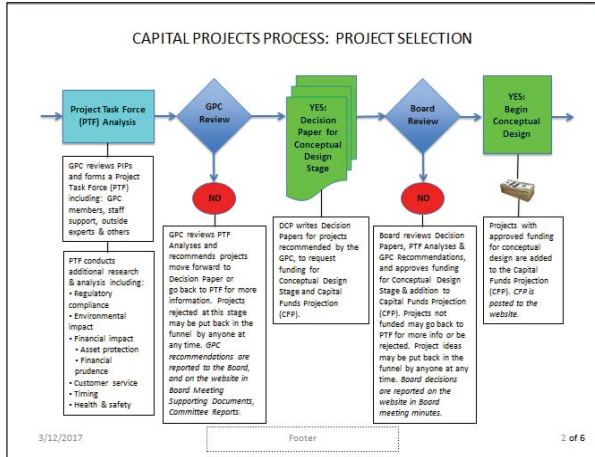 CAPITAL PROJECTS PROCESS: PROJECT SELECTION
Project Task Force
(PTF) Analysis
GPC
Review
YES:
Decision
Paper for
Conceptual
Design
Stage
Board
Review
YES:
Begin
Conceptual
Design
GPC reviews PIPs
and forms a Project
Task Force (PTF)
including: GPC
members, staff
support, outside
experts & others
PTF conducts
additional research
& analysis including:
• Regulatory
compliance
• Environmental
impact
• Financial impact
• Asset protection
• Financial
prudence
• Customer service
• Timing
• Health & safety
NO
GPC reviews PTF
Analyses and
recommends projects
move forward to
Decision Paper or
go back to PTF for more
information. Projects
rejected at this stage
may be put back in the
funnel by anyone at
any time. GPC
recommendations are
reported to the Board,
and on the website in
Board Meeting
Supporting Documents,
Committee Reports.
DCP writes Decision
Papers for projects
recommended by the
GPC, to request
funding for
Conceptual Design
Stage and Capital
Funds Projection
(CFP).
NO
Board reviews Decision
Papers, PTF Analyses &
GPC Recommendations,
and approves funding
for Conceptual Design
Stage & addition to
Capital Funds Projection
(CFP). Projects not
funded may go back to
PTF for more info or be
rejected. Project ideas
may be put back in the
funnel by anyone at any
time. Board decisions
are reported on the
website in Board
meeting minutes.
Projects with
approved funding
for conceptual
design are added to
the Capital Funds
Projection (CFP). CFP is
posted to the
website.
3/12/2017
Footer
2 of 6